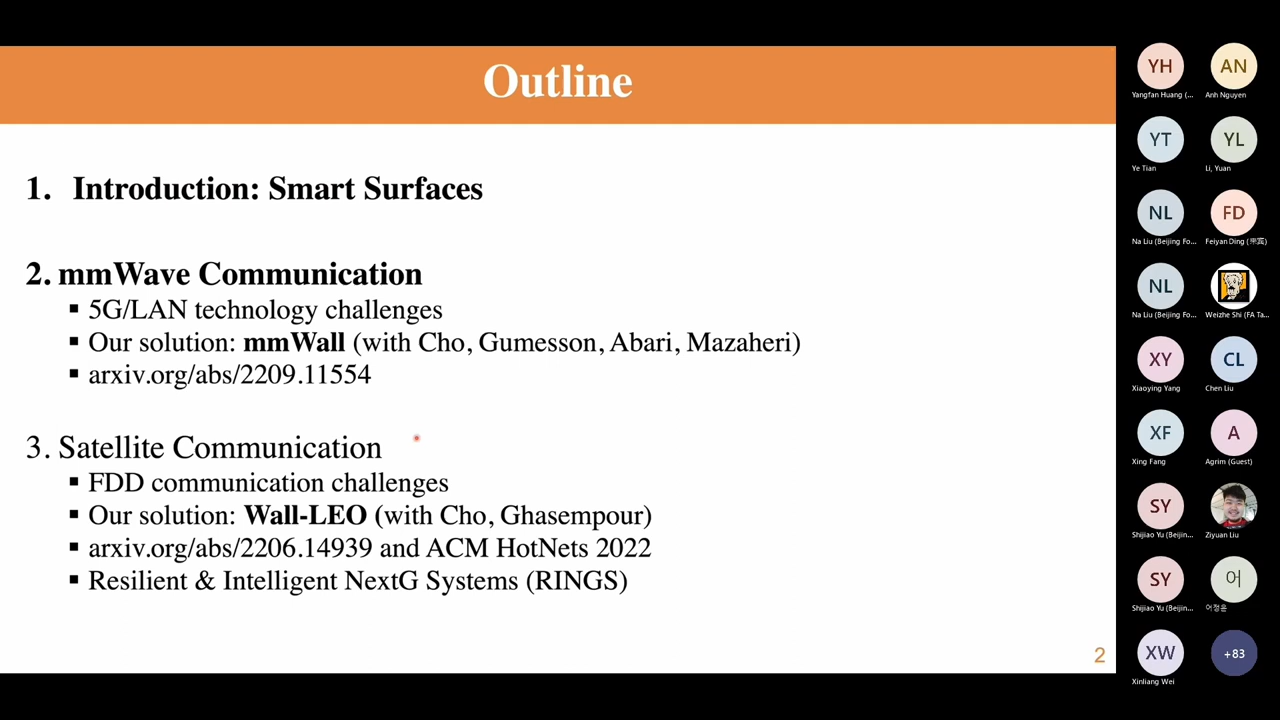 Outline
1. Introduction: Smart Surfaces
2. mmWave Communication
▪ 5G/LAN technology challenges
▪ Our solution: mmWall (with Cho, Gumesson, Abari, Mazaheri)
▪ arxiv.org/abs/2209.11554
3. Satellite Communication
▪ FDD communication challenges
▪ Our solution: Wall-LEO (with Cho, Ghasempour)
▪ arxiv.org/abs/2206.14939 and ACM HotNets 2022
▪ Resilient & Intelligent NextG Systems (RINGS)
2
YH AN
Yangfan Huang (... Anh Nguyen
YT YL
Ye Tian Li, Yuan
NL FD
Na Liu (Beijing Fo... Feiyan Ding (
NL
Na Liu (Beijing Fo... Weizhe Shi (FA Ta...
XY CL
Xiaoying Yang Chen Liu
XF A
Xing Fang Agrim (Guest)
SY
Shijiao Yu (Beijin... Ziyuan Liu
SY 어
Shijiao Yu (Beijin... 어정윤
XW +83
Xinliang Wei